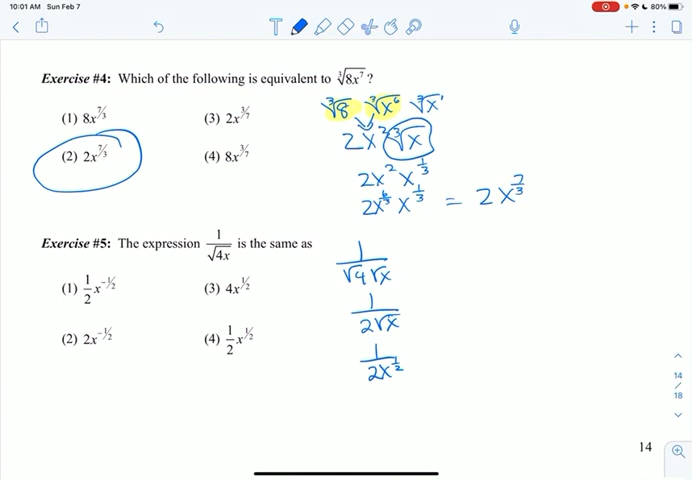 10:01 AM Sun Feb 7
80%
Exercise #4: Which of the following is equivalent to ∛(8x⁷)?
(1) 8x^(7/3)
(3) 2x^(3/7)
(2) 2x^(7/3)
(4) 8x^(3/7)
∛8 ∛x⁶ ∛x¹
2x² ∛x
2x² x^(1/3)
2x^(6/3) x^(1/3) = 2x^(7/3)
Exercise #5: The expression 1/√(4x) is the same as
(1) 1/2 x^(-1/2)
(3) 4x^(1/2)
(2) 2x^(-1/2)
(4) 1/2 x^(1/2)
1/(√4 √x)
1/(2√x)
1/(2x^(1/2))
14
/
18
14